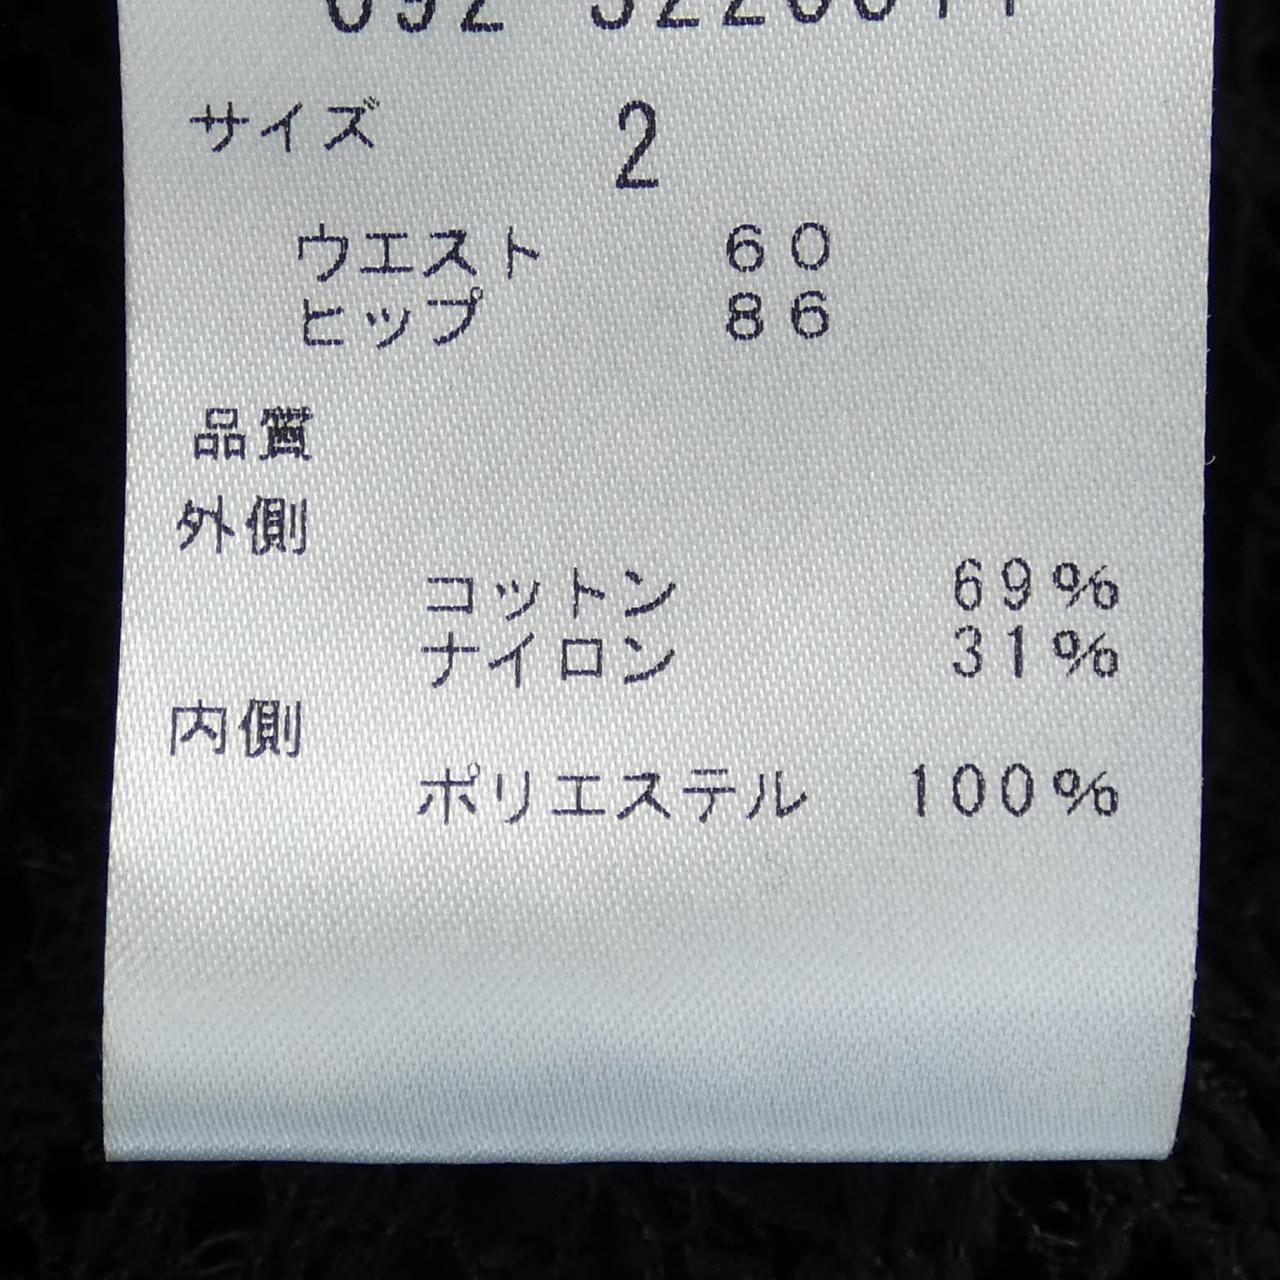 サイズ 2
ウエスト 60
ヒップ 86
品質
外側
コットン 69%
ナイロン 31%
内側
ポリエステル 100%